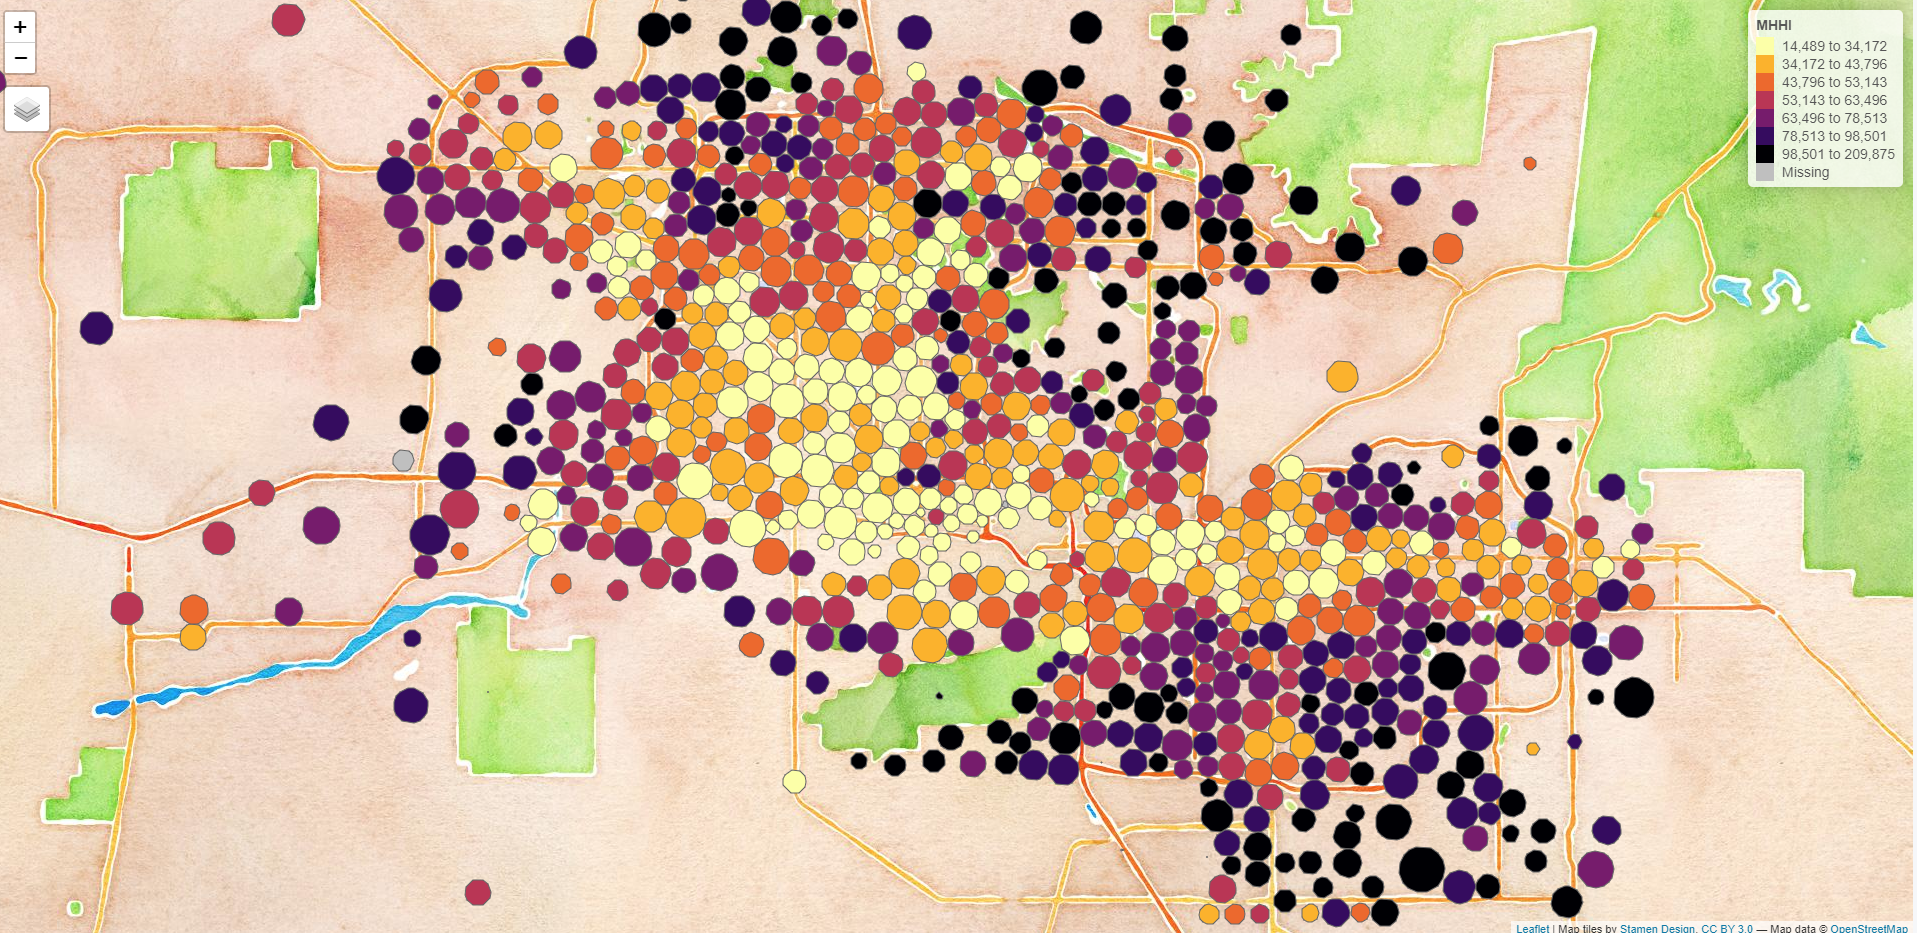 +
−
MHHI
14,489 to 34,172
34,172 to 43,796
43,796 to 53,143
53,143 to 63,496
63,496 to 78,513
78,513 to 98,501
98,501 to 209,875
Missing
Leaflet | Map tiles by Stamen Design, CC BY 3.0 — Map data © OpenStreetMap